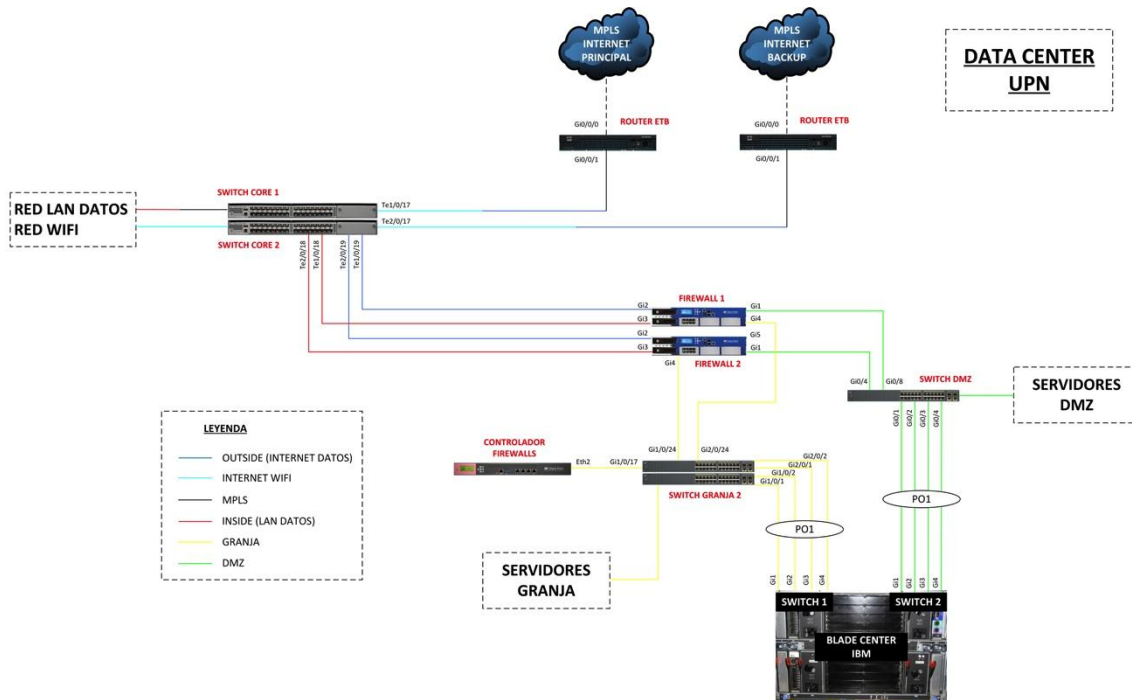 MPLS
INTERNET
PRINCIPAL
MPLS
INTERNET
BACKUP
DATA CENTER
UPN
Gi0/0/0
ROUTER ETB
Gi0/0/1
Gi0/0/0
ROUTER ETB
Gi0/0/1
RED LAN DATOS
RED WIFI
SWITCH CORE 1
SWITCH CORE 2
Te1/0/17
Te2/0/17
Te2/0/18
Te1/0/18
Te2/0/19
Te1/0/19
FIREWALL 1
Gi2
Gi3
Gi2
Gi3
Gi4
Gi1
Gi4
Gi5
Gi1
FIREWALL 2
Gi0/4
Gi0/8
SWITCH DMZ
SERVIDORES
DMZ
Gi0/1
Gi0/2
Gi0/3
Gi0/4
LEYENDA
OUTSIDE (INTERNET DATOS)
INTERNET WIFI
MPLS
INSIDE (LAN DATOS)
GRANJA
DMZ
CONTROLADOR
FIREWALLS
Eth2
Gi1/0/17
Gi1/0/24
Gi2/0/24
Gi2/0/2
Gi2/0/1
Gi1/0/2
Gi1/0/1
SWITCH GRANJA 2
SERVIDORES
GRANJA
PO1
PO1
Gi1
Gi2
Gi3
Gi4
Gi1
Gi2
Gi3
Gi4
SWITCH 1
SWITCH 2
BLADE CENTER
IBM